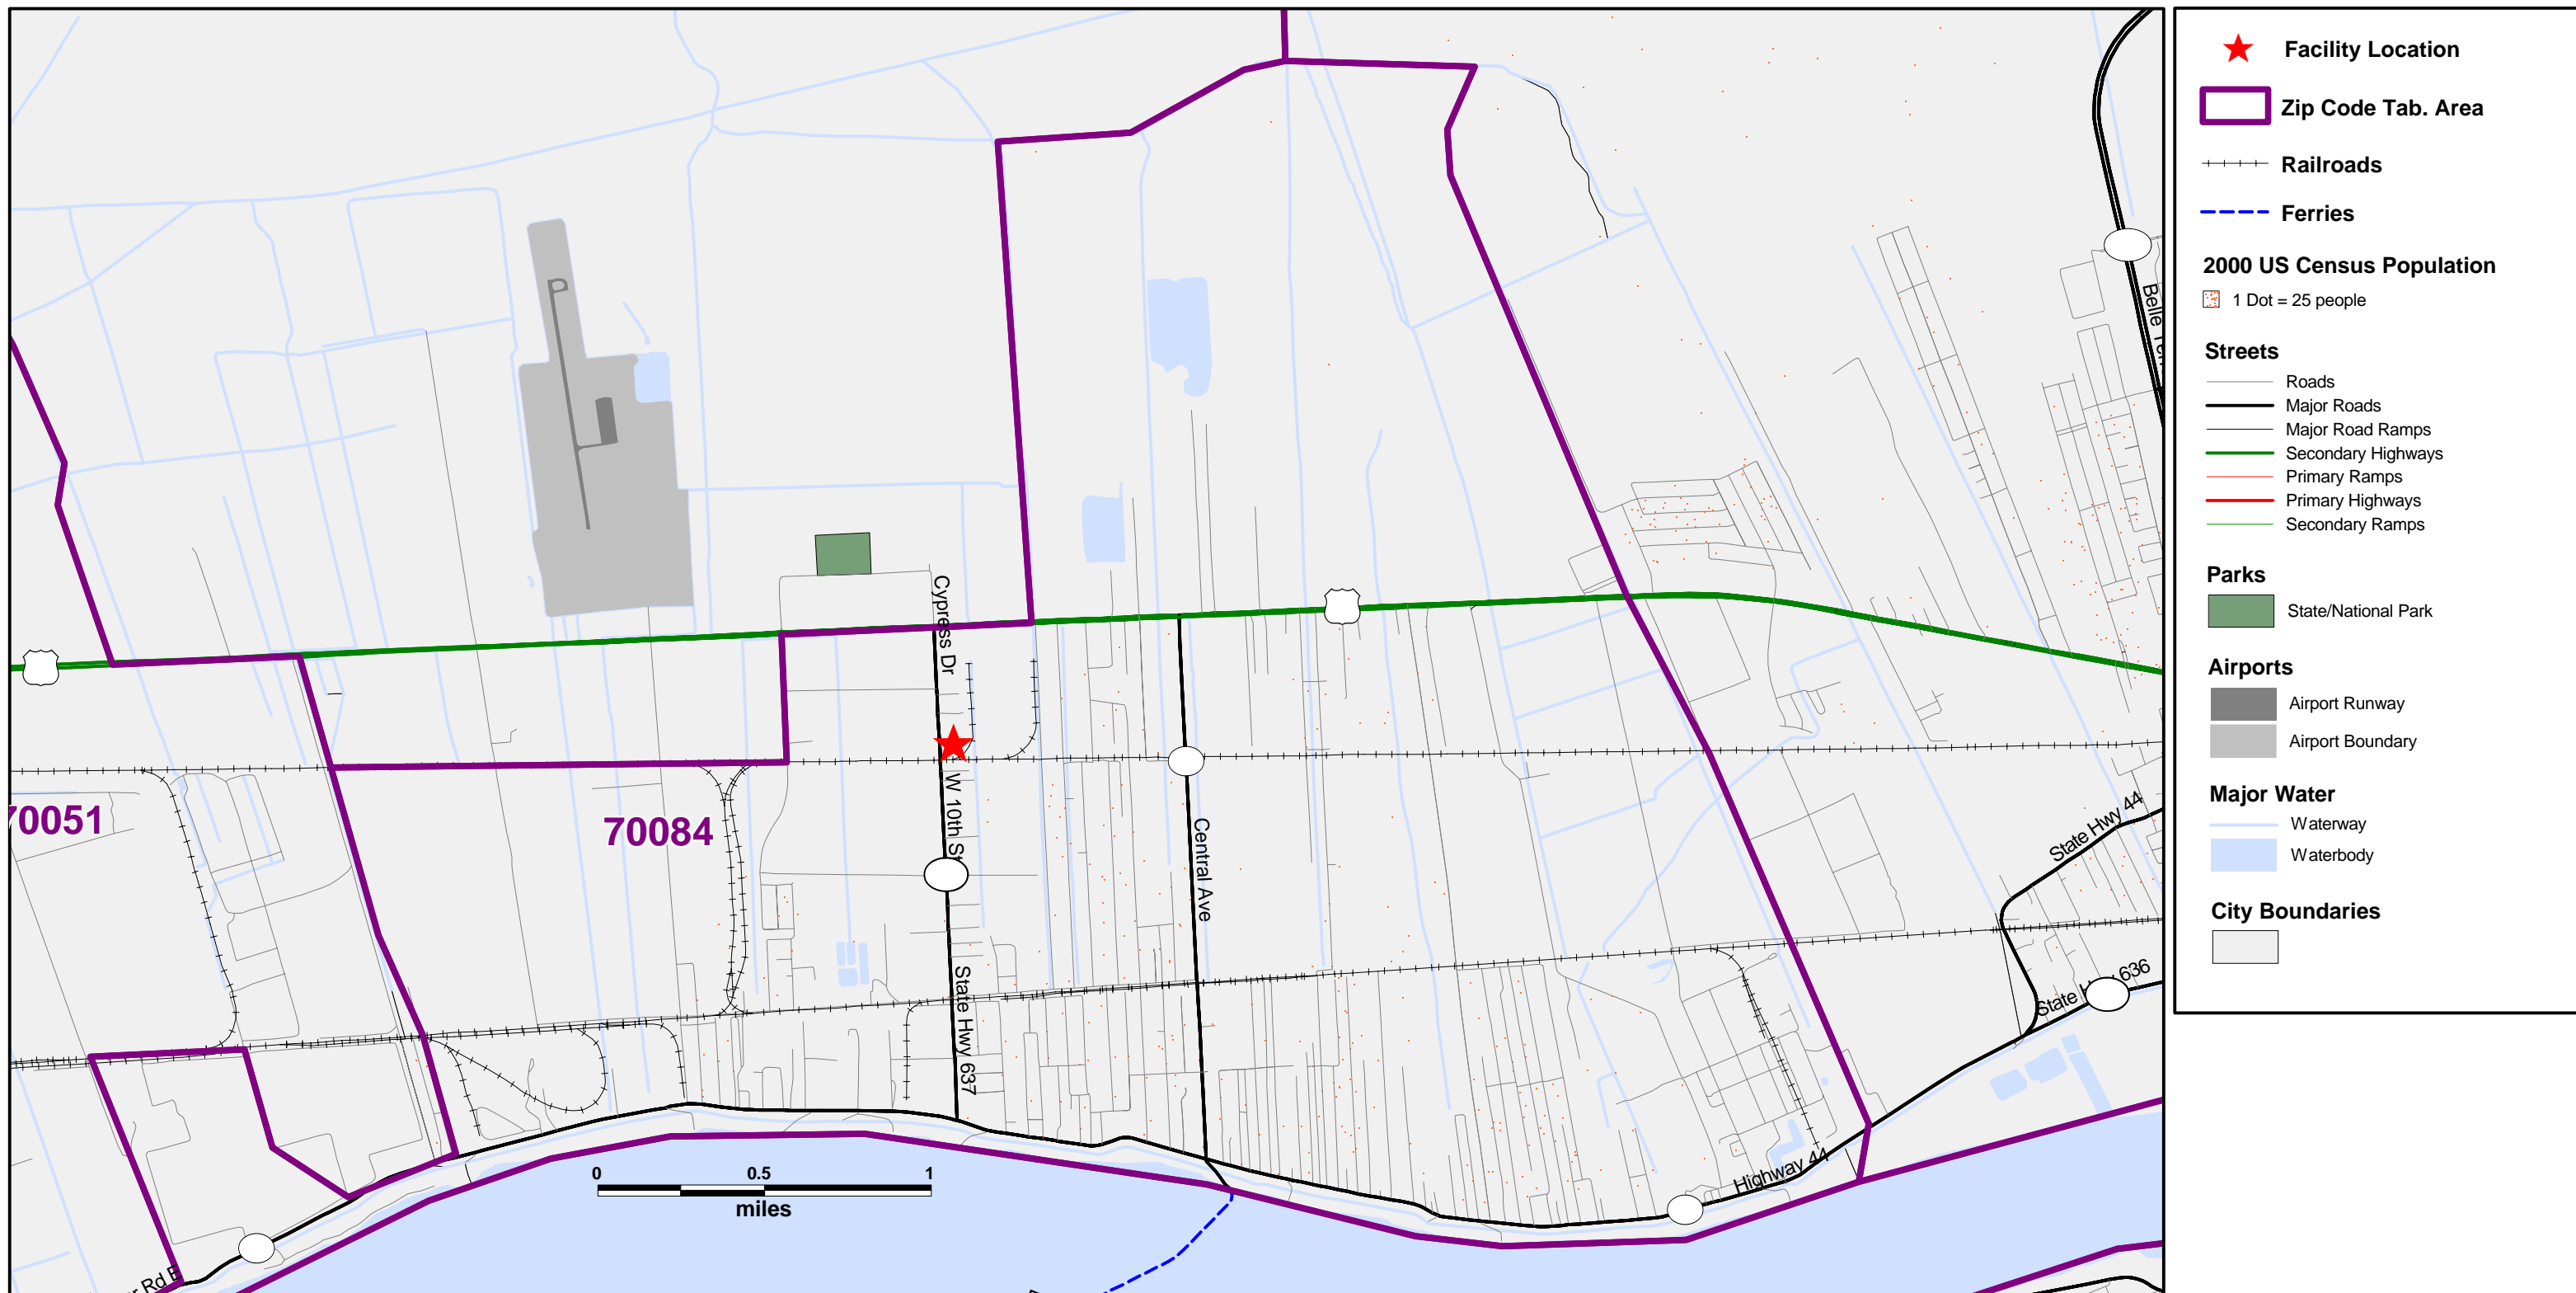 Facility Location
Zip Code Tab. Area
Railroads
Ferries
2000 US Census Population
1 Dot = 25 people
Streets
Roads
Major Roads
Major Road Ramps
Secondary Highways
Primary Ramps
Primary Highways
Secondary Ramps
Parks
State/National Park
Airports
Airport Runway
Airport Boundary
Major Water
Waterway
Waterbody
City Boundaries
Belle
Cypress Dr
W 10th St
70051
70084
Central Ave
State Hwy 44
State Hwy 637
636
Highway 44
0 0.5 1
miles
Rd E